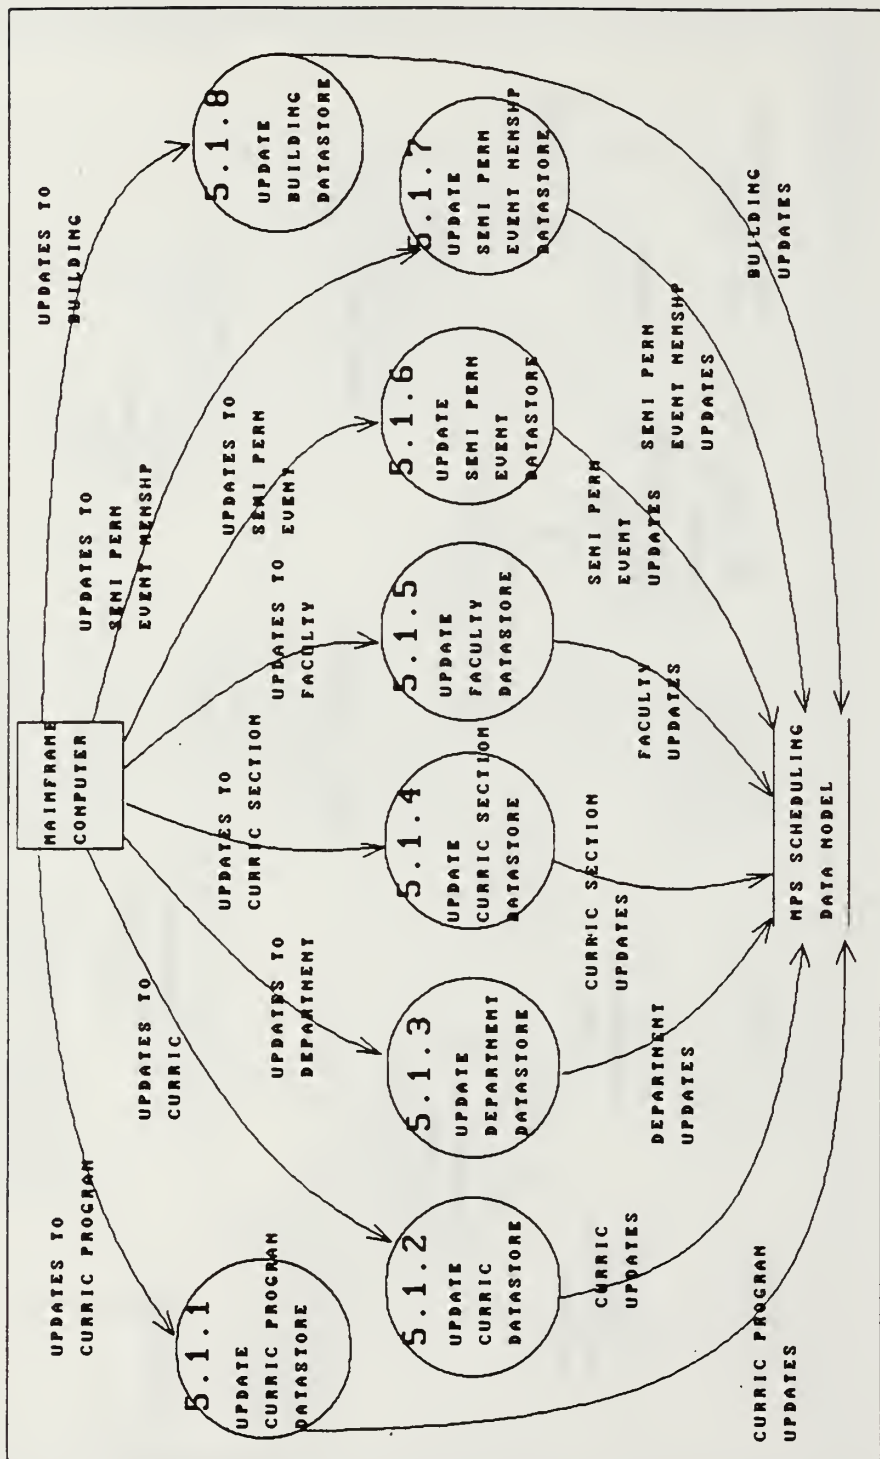 MAINFRAME
COMPUTER
UPDATES TO
CURRIC PROGRAM
UPDATES TO
CURRIC
UPDATES TO
DEPARTMENT
UPDATES TO
CURRIC SECTION
UPDATES TO
FACULTY
UPDATES TO
SEMI PERM
EVENT
UPDATES TO
SEMI PERM
EVENT MEMSHP
UPDATES TO
BUILDING
5.1.1
UPDATE
CURRIC PROGRAM
DATASTORE
5.1.2
UPDATE
CURRIC
DATASTORE
5.1.3
UPDATE
DEPARTMENT
DATASTORE
5.1.4
UPDATE
CURRIC SECTION
DATASTORE
5.1.5
UPDATE
FACULTY
DATASTORE
5.1.6
UPDATE
SEMI PERM
EVENT
DATASTORE
5.1.7
UPDATE
SEMI PERM
EVENT MEMSHP
DATASTORE
5.1.8
UPDATE
BUILDING
DATASTORE
CURRIC PROGRAM
UPDATES
CURRIC
UPDATES
DEPARTMENT
UPDATES
CURRIC SECTION
UPDATES
FACULTY
UPDATES
SEMI PERM
EVENT
UPDATES
SEMI PERM
EVENT MEMSHP
UPDATES
BUILDING
UPDATES
NPS SCHEDULING
DATA MODEL